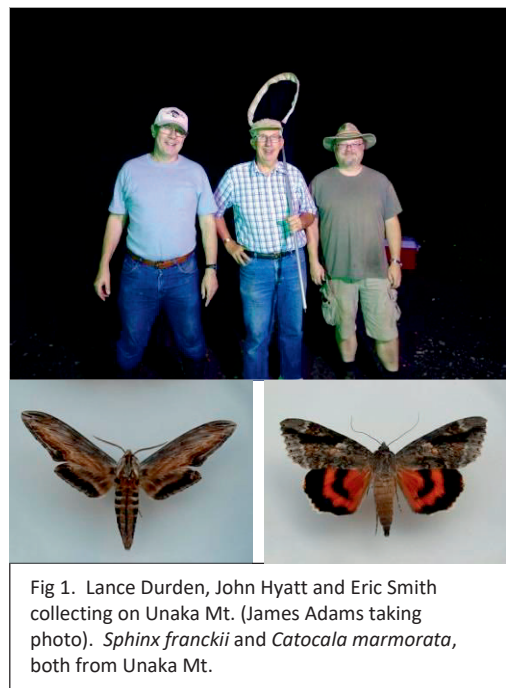 Fig 1. Lance Durden, John Hyatt and Eric Smith
collecting on Unaka Mt. (James Adams taking
photo). Sphinx franckii and Catocala marmorata,
both from Unaka Mt.